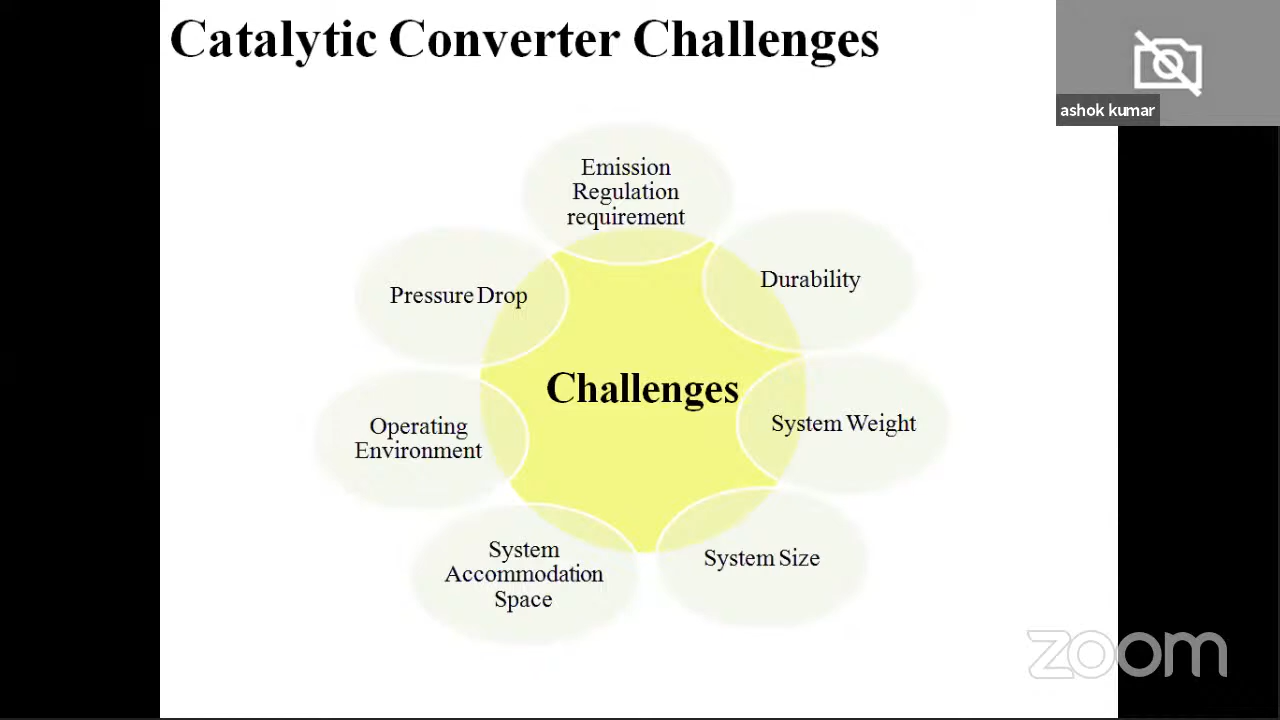 Catalytic Converter Challenges
ashok kumar
Emission
Regulation
requirement
Durability
Pressure Drop
Challenges
System Weight
Operating
Environment
System Size
System
Accommodation
Space
zoom